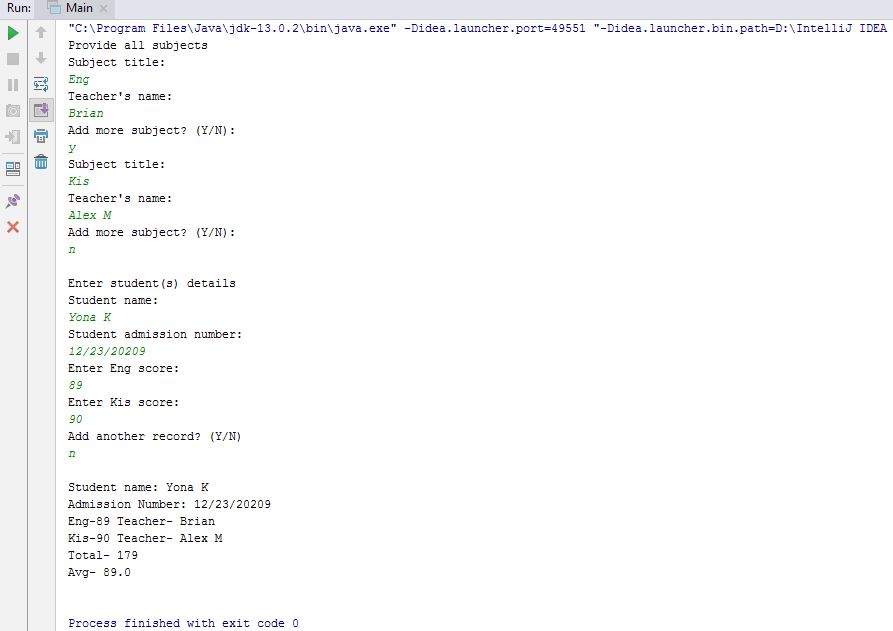 Run: Main
"C:\Program Files\Java\jdk-13.0.2\bin\java.exe" -Didea.launcher.port=49551 "-Didea.launcher.bin.path=D:\IntelliJ IDEA
Provide all subjects
Subject title:
Eng
Teacher's name:
Brian
Add more subject? (Y/N):
y
Subject title:
Kis
Teacher's name:
Alex M
Add more subject? (Y/N):
n
Enter student(s) details
Student name:
Yona K
Student admission number:
12/23/20209
Enter Eng score:
89
Enter Kis score:
90
Add another record? (Y/N)
n
Student name: Yona K
Admission Number: 12/23/20209
Eng-89 Teacher- Brian
Kis-90 Teacher- Alex M
Total- 179
Avg- 89.0
Process finished with exit code 0